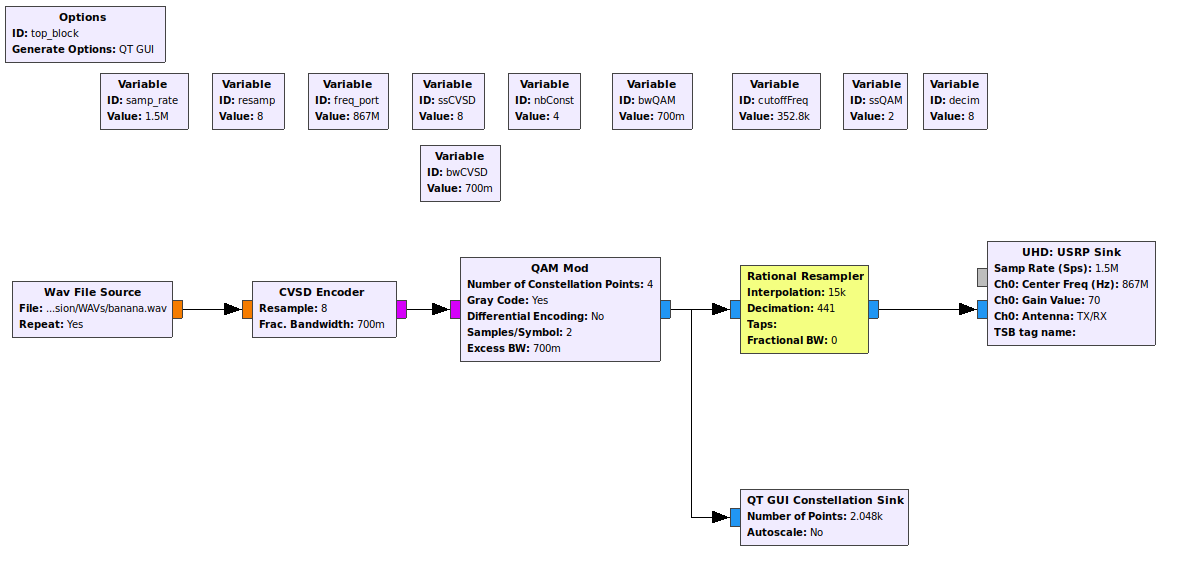 Options
ID: top_block
Generate Options: QT GUI
Variable
ID: samp_rate
Value: 1.5M
Variable
ID: resamp
Value: 8
Variable
ID: freq_port
Value: 867M
Variable
ID: ssCVSD
Value: 8
Variable
ID: nbConst
Value: 4
Variable
ID: bwQAM
Value: 700m
Variable
ID: cutoffFreq
Value: 352.8k
Variable
ID: ssQAM
Value: 2
Variable
ID: decim
Value: 8
Variable
ID: bwCVSD
Value: 700m
Wav File Source
File: ...sion/WAVs/banana.wav
Repeat: Yes
CVSD Encoder
Resample: 8
Frac. Bandwidth: 700m
QAM Mod
Number of Constellation Points: 4
Gray Code: Yes
Differential Encoding: No
Samples/Symbol: 2
Excess BW: 700m
Rational Resampler
Interpolation: 15k
Decimation: 441
Taps:
Fractional BW: 0
UHD: USRP Sink
Samp Rate (Sps): 1.5M
Ch0: Center Freq (Hz): 867M
Ch0: Gain Value: 70
Ch0: Antenna: TX/RX
TSB tag name:
QT GUI Constellation Sink
Number of Points: 2.048k
Autoscale: No